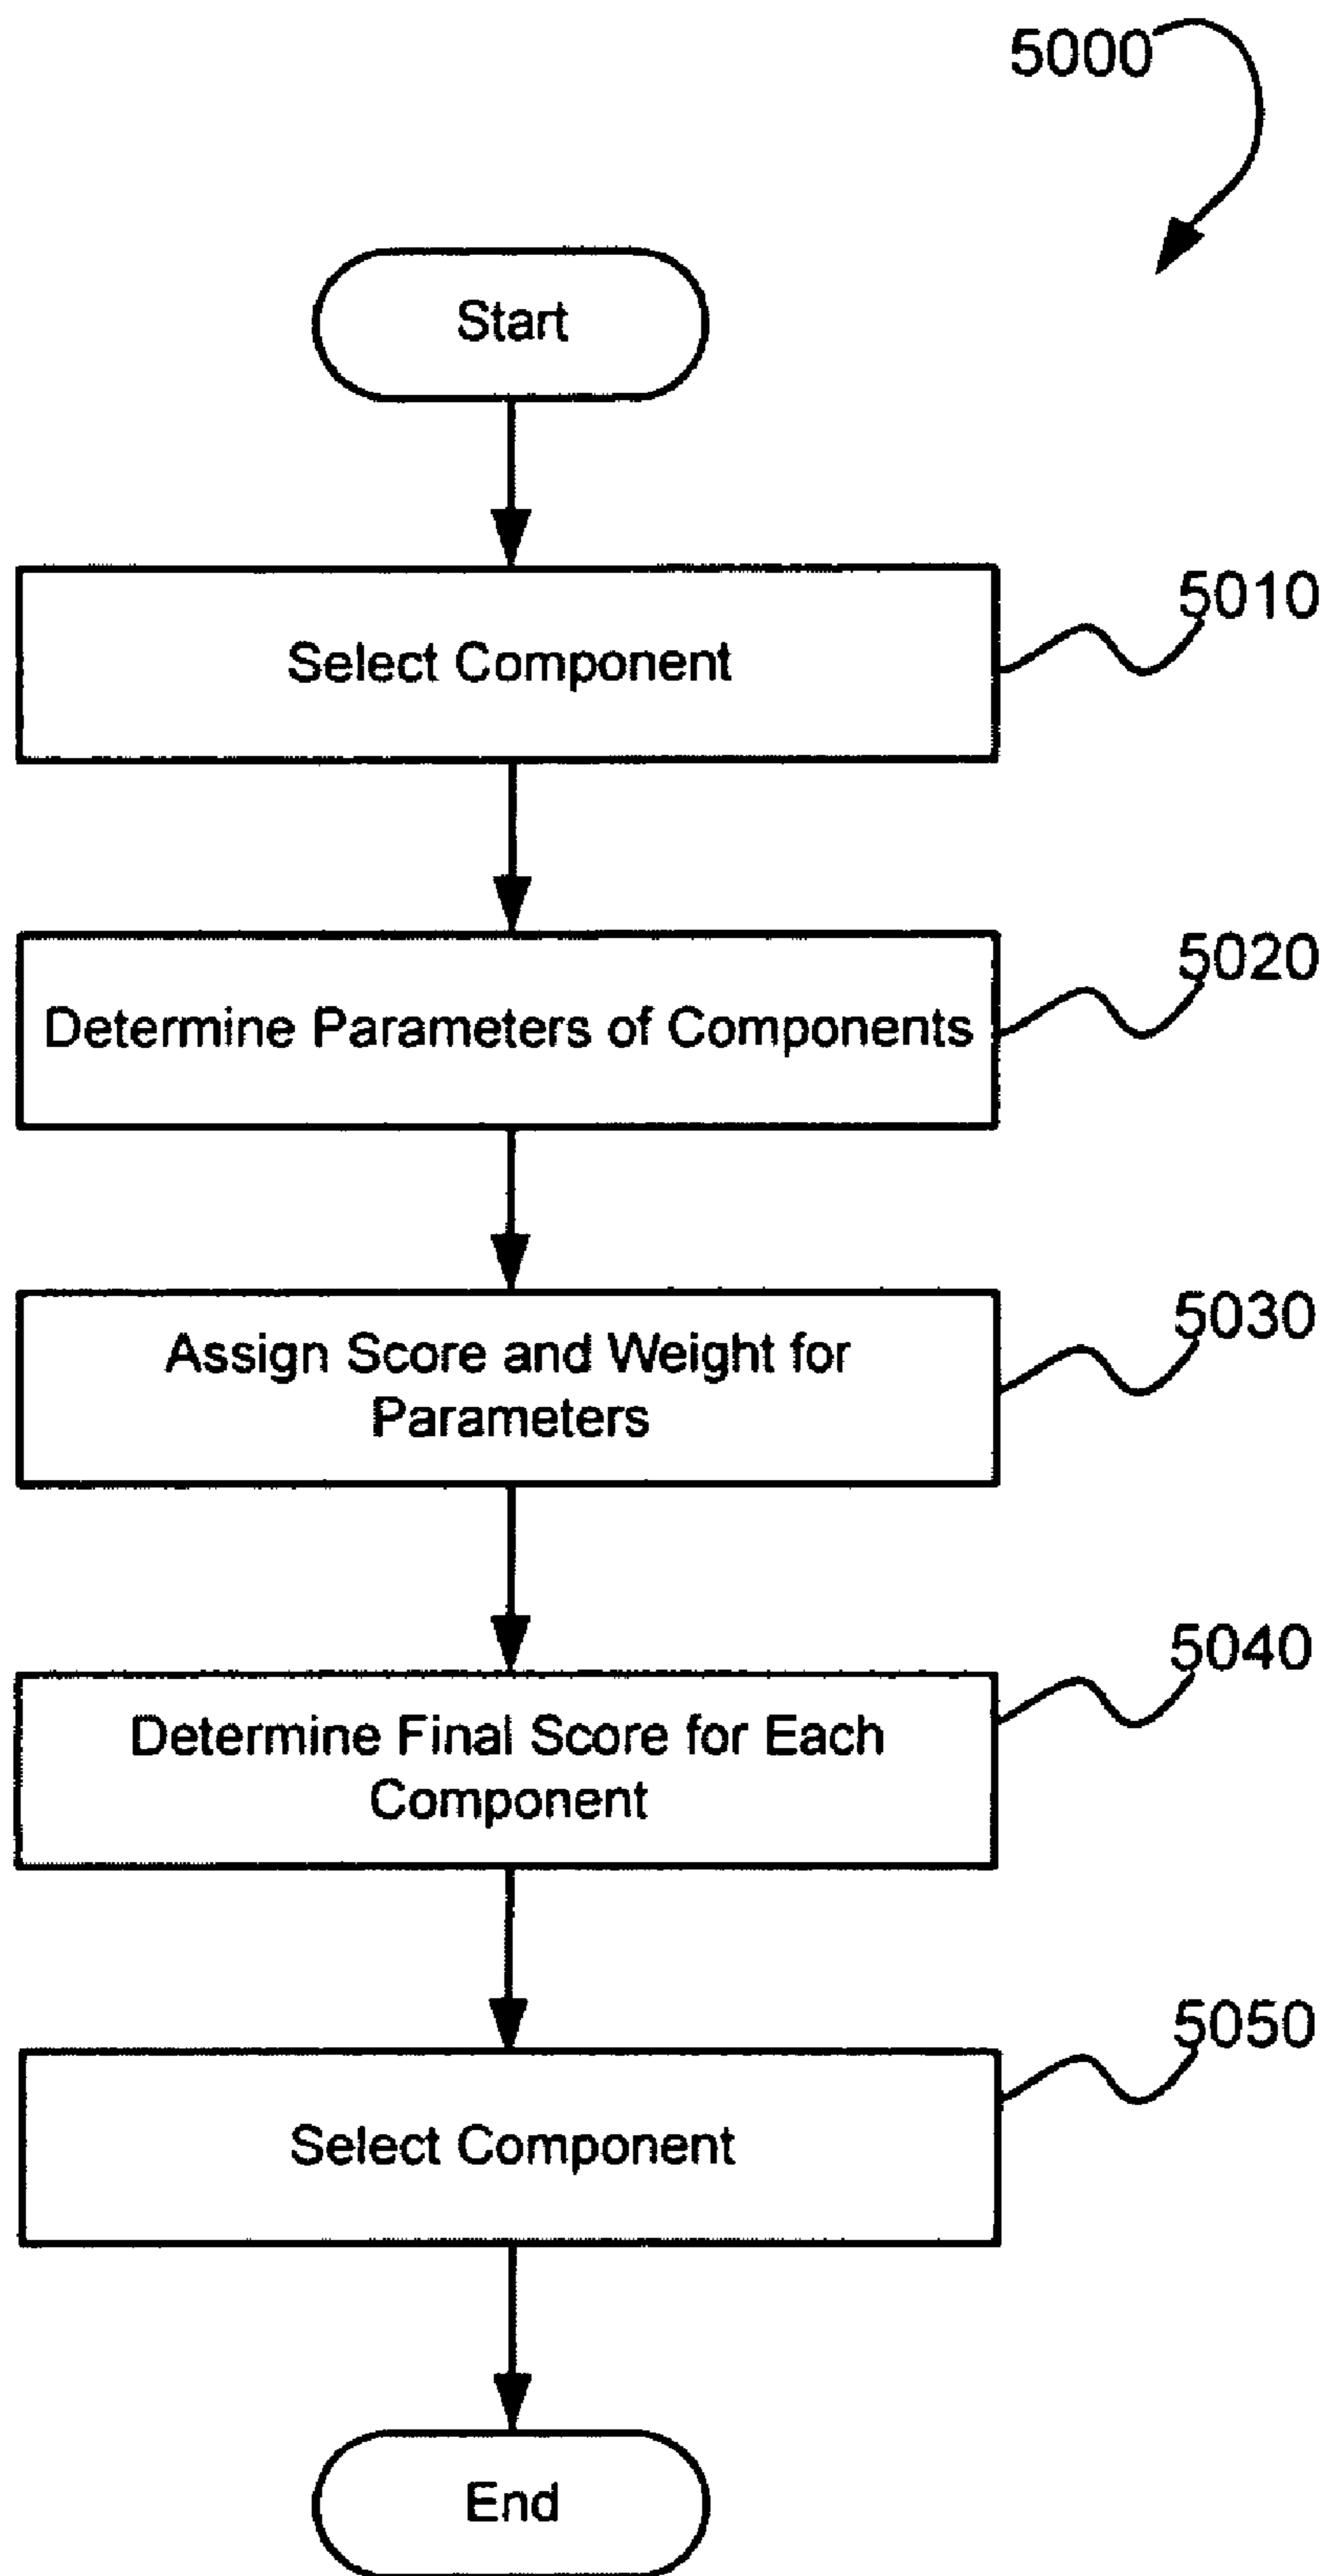 5000
Start
Select Component
5010
Determine Parameters of Components
5020
Assign Score and Weight for
Parameters
5030
Determine Final Score for Each
Component
5040
Select Component
5050
End